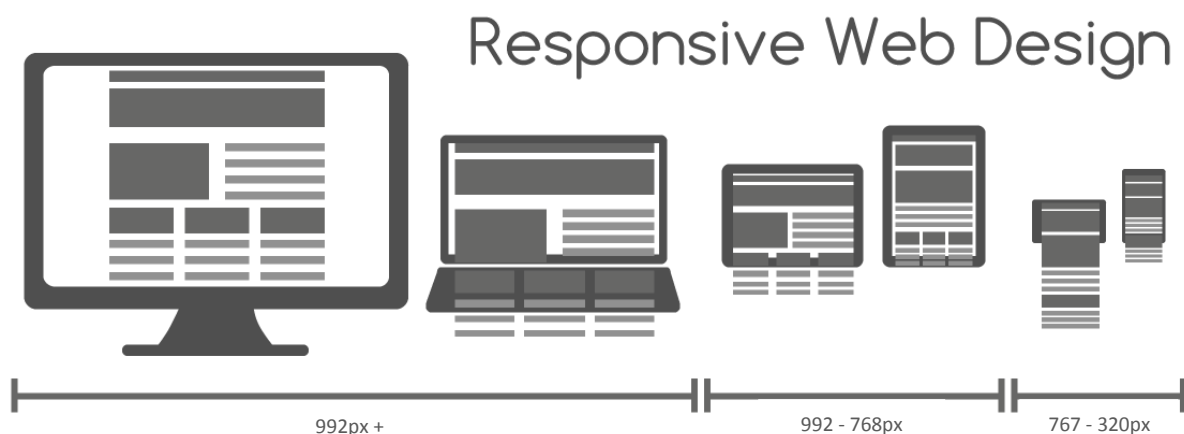 Responsive Web Design
992px +
992 - 768px
767 - 320px